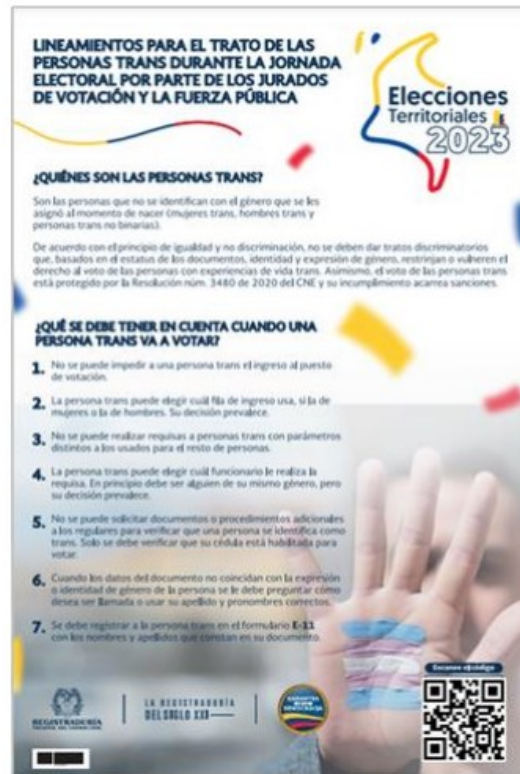 LINEAMIENTOS PARA EL TRATO DE LAS
PERSONAS TRANS DURANTE LA JORNADA
ELECTORAL POR PARTE DE LOS JURADOS
DE VOTACIÓN Y LA FUERZA PÚBLICA
Elecciones
Territoriales
2023
¿QUIÉNES SON LAS PERSONAS TRANS?
Son las personas que no se identifican con el género que se les
asignó al momento de nacer (mujeres trans, hombres trans y
personas trans no binarias).
De acuerdo con el principio de igualdad y no discriminación, no se deben dar tratos discriminatorios
que, basados en el estatus de los documentos, identidad y expresión de género, restrinjan o vulneren el
derecho al voto de las personas con experiencias de vida trans. Asimismo, el voto de las personas trans
está protegido por la Resolución núm. 3480 de 2020 del CNE y su incumplimiento acarrea sanciones.
¿QUÉ SE DEBE TENER EN CUENTA CUANDO UNA
PERSONA TRANS VA A VOTAR?
1. No se puede impedir a una persona trans el ingreso al puesto
de votación.
2. La persona trans puede elegir cuál fila de ingreso usa, si la de
mujeres o la de hombres. Su decisión prevalece.
3. No se puede realizar requisas a personas trans con parámetros
distintos a los usados para el resto de personas.
4. La persona trans puede elegir cuál funcionario le realiza la
requisa. En principio debe ser alguien de su mismo género, pero
su decisión prevalece.
5. No se puede solicitar documentos o procedimientos adicionales
a los regulares para verificar que una persona se identifica como
trans. Solo se debe verificar que su cédula está habilitada para
votar.
6. Cuando los datos del documento no coincidan con la expresión
o identidad de género de la persona se le debe preguntar cómo
desea ser llamada o usar su apellido y pronombres correctos.
7. Se debe registrar a la persona trans en el formulario E-11
con los nombres y apellidos que constan en su documento.
Escanee el código
REGISTRADURÍA
NACIONAL DEL ESTADO CIVIL
LA REGISTRADURÍA
DEL SIGLO XXI